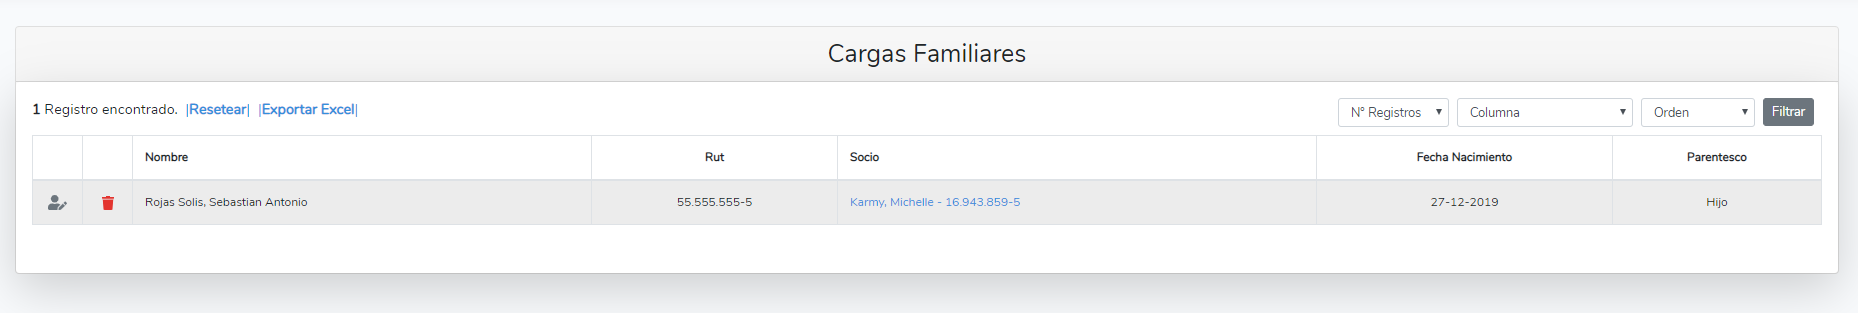 Cargas Familiares
1 Registro encontrado. |Resetear| |Exportar Excel|
N° Registros Columna Orden Filtrar
Nombre Rut Socio Fecha Nacimiento Parentesco
Rojas Solis, Sebastian Antonio 55.555.555-5 Karmy, Michelle - 16.943.859-5 27-12-2019 Hijo